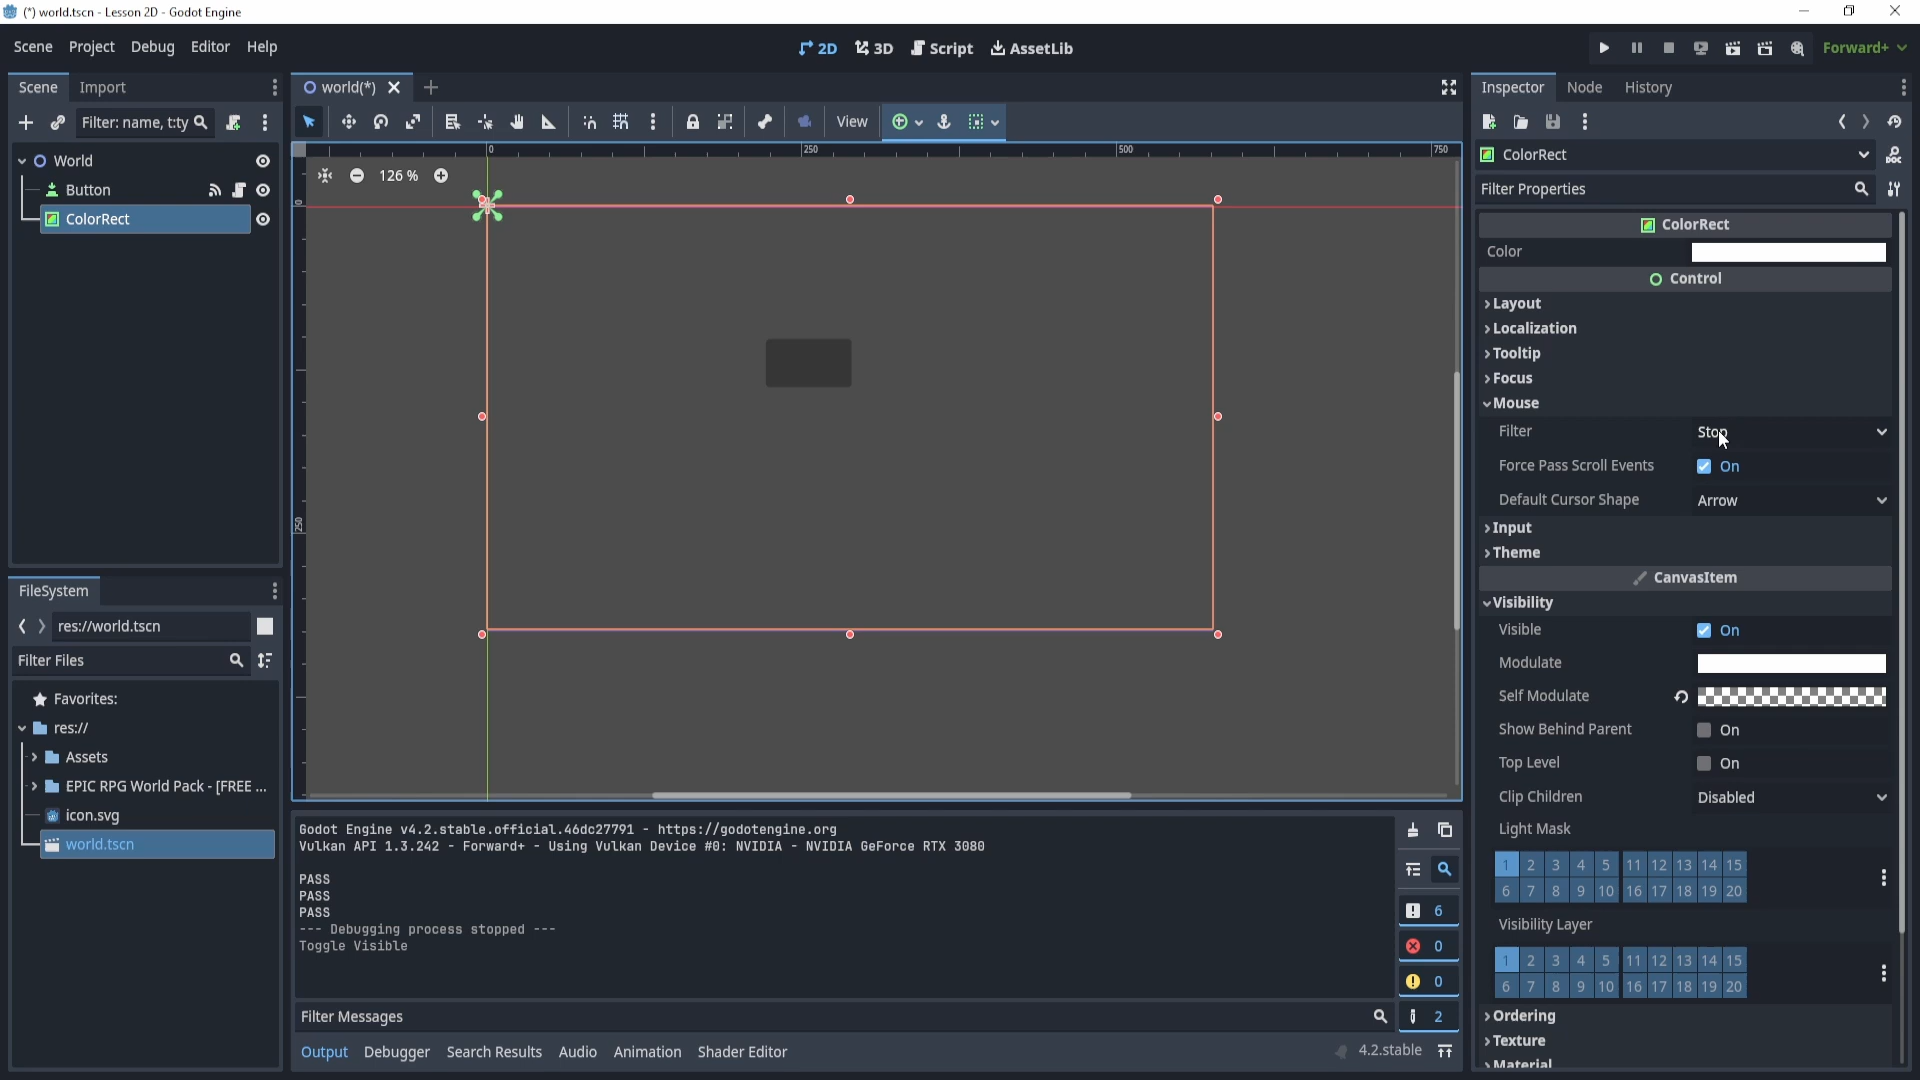 (*) world.tscn - Lesson 2D - Godot Engine
Scene Project Debug Editor Help
2D 3D Script AssetLib
Forward+
Scene Import
world(*)
Inspector Node History
Filter: name, t:ty
View
World
Button
ColorRect
126 %
0 250 500 750
0
250
ColorRect
Filter Properties
ColorRect
Color
Control
Layout
Localization
Tooltip
Focus
Mouse
Filter Stop
Force Pass Scroll Events On
Default Cursor Shape Arrow
Input
Theme
CanvasItem
Visibility
Visible On
Modulate
Self Modulate
Show Behind Parent On
Top Level On
Clip Children Disabled
Light Mask
1 2 3 4 5 11 12 13 14 15
6 7 8 9 10 16 17 18 19 20
Visibility Layer
1 2 3 4 5 11 12 13 14 15
6 7 8 9 10 16 17 18 19 20
Ordering
Texture
Material
FileSystem
res://world.tscn
Filter Files
Favorites:
res://
Assets
EPIC RPG World Pack - [FREE ...
icon.svg
world.tscn
Godot Engine v4.2.stable.official.46dc27791 - https://godotengine.org
Vulkan API 1.3.242 - Forward+ - Using Vulkan Device #0: NVIDIA - NVIDIA GeForce RTX 3080
PASS
PASS
PASS
--- Debugging process stopped ---
Toggle Visible
6
0
0
2
Filter Messages
Output Debugger Search Results Audio Animation Shader Editor
4.2.stable